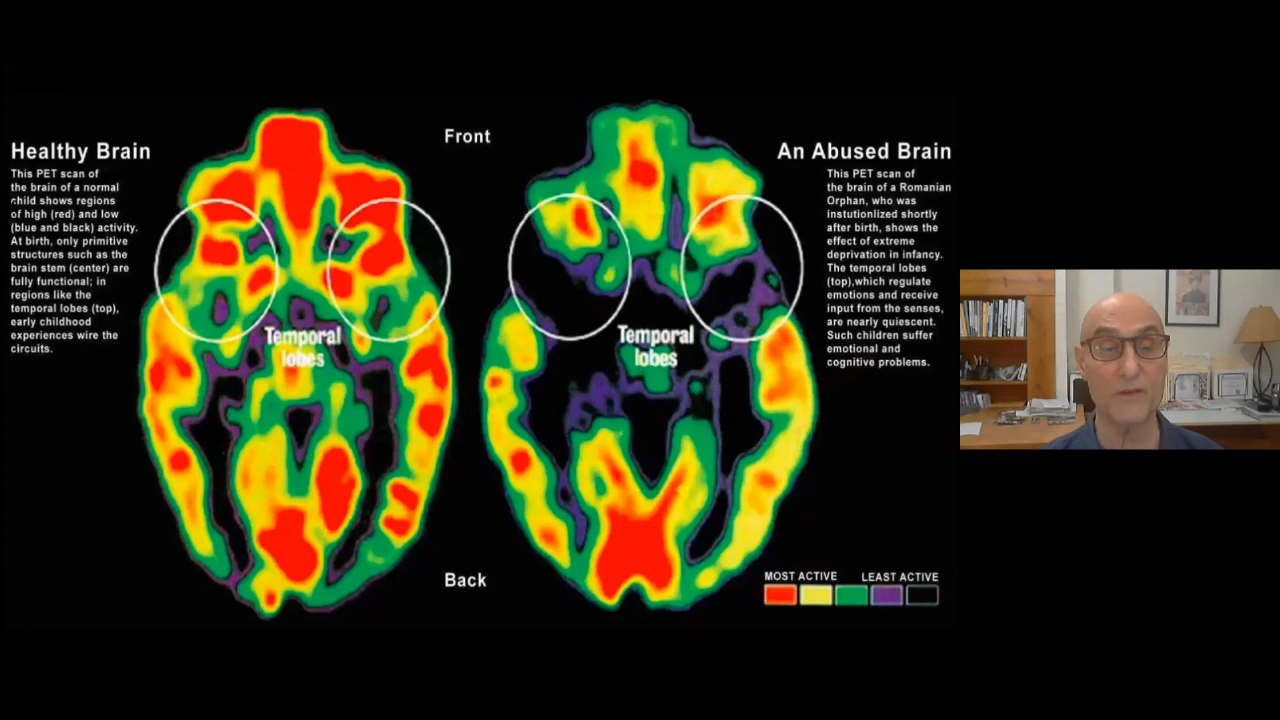 Healthy Brain
This PET scan of
the brain of a normal
child shows regions
of high (red) and low
(blue and black) activity.
At birth, only primitive
structures such as the
brain stem (center) are
fully functional; in
regions like the
temporal lobes (top),
early childhood
experiences wire the
circuits.
Front
Temporal
lobes
Temporal
lobes
Back
An Abused Brain
This PET scan of
the brain of a Romanian
Orphan, who was
instutionlized shortly
after birth, shows the
effect of extreme
deprivation in infancy.
The temporal lobes
(top),which regulate
emotions and receive
input from the senses,
are nearly quiescent.
Such children suffer
emotional and
cognitive problems.
MOST ACTIVE LEAST ACTIVE